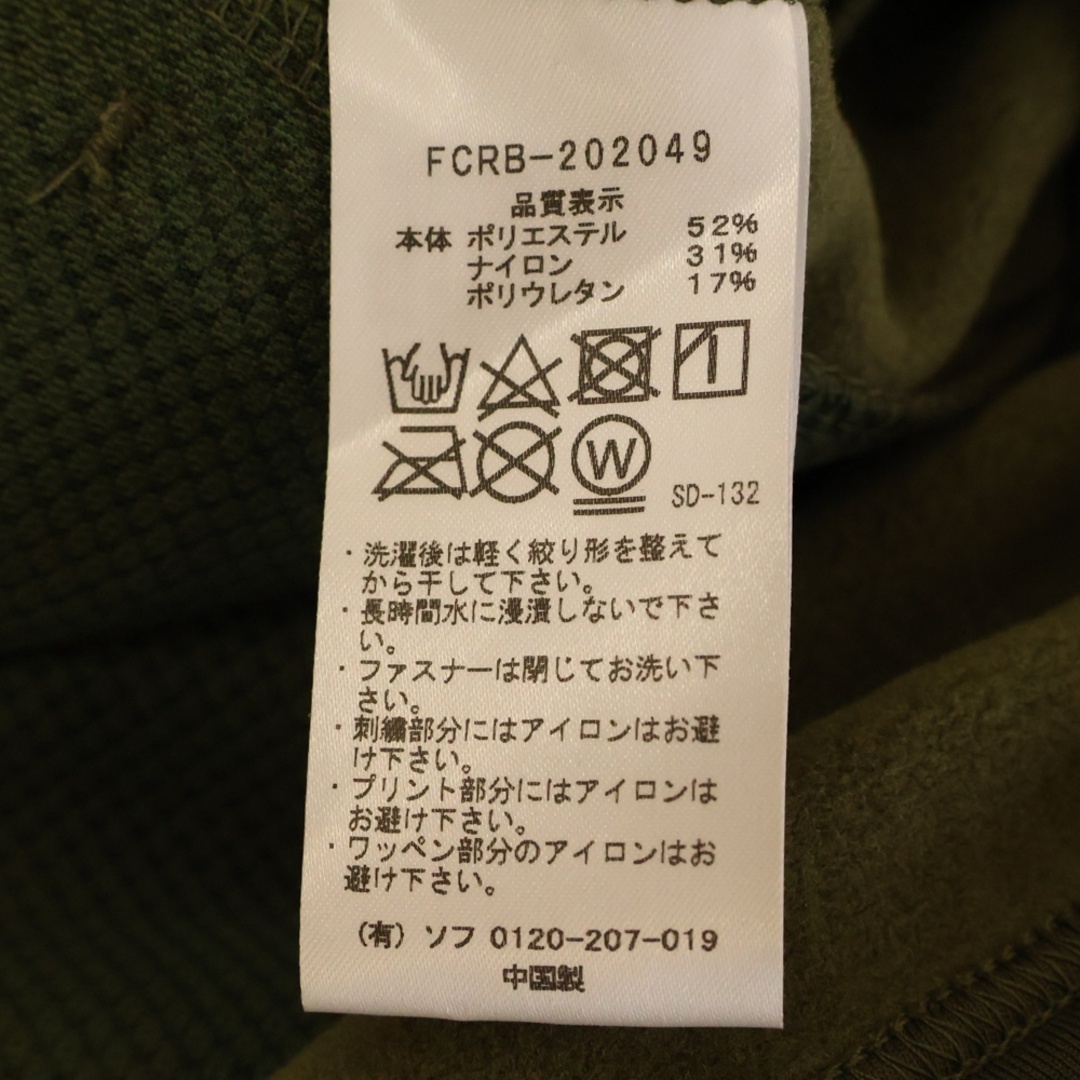 FCRB-202049
品質表示
本体 ポリエステル 52%
ナイロン 31%
ポリウレタン 17%
W
SD-132
・洗濯後は軽く絞り形を整えて
から干して下さい。
・長時間水に浸漬しないで下さ
い。
・ファスナーは閉じてお洗い下
さい。
・刺繍部分にはアイロンはお避
け下さい。
・プリント部分にはアイロンは
お避け下さい。
・ワッペン部分のアイロンはお
避け下さい。
(有) ソフ 0120-207-019
中国製